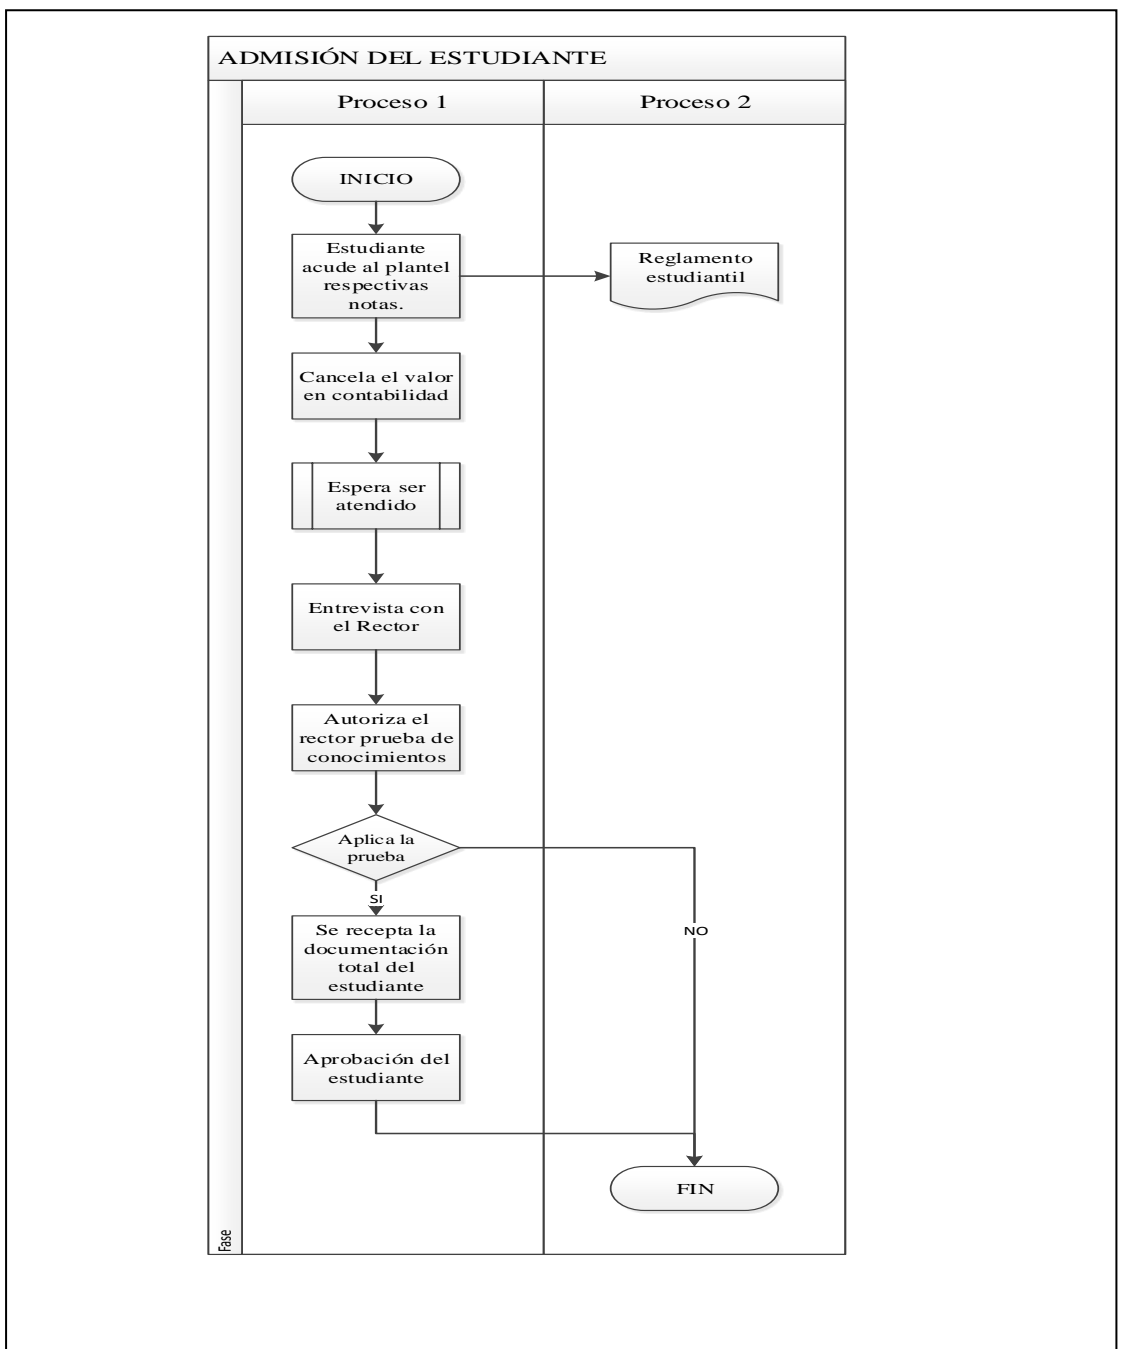 ADMISIÓN DEL ESTUDIANTE
Proceso 1
Proceso 2
INICIO
Estudiante
acude al plantel
respectivas
notas.
Reglamento
estudiantil
Cancela el valor
en contabilidad
Espera ser
atendido
Entrevista con
el Rector
Autoriza el
rector prueba de
conocimientos
Aplica la
prueba
SI
NO
Se recepta la
documentación
total del
estudiante
Aprobación del
estudiante
FIN
Fase